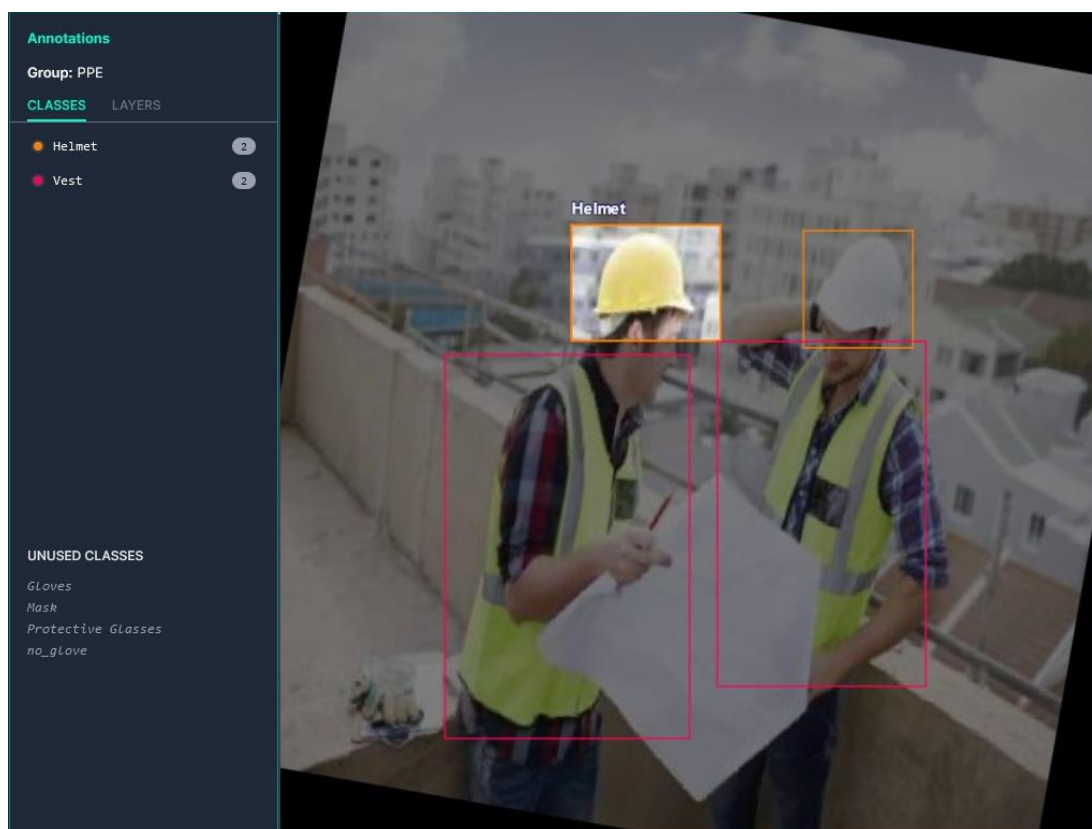 Annotations
Group: PPE
CLASSES LAYERS
Helmet 2
Vest 2
UNUSED CLASSES
Gloves
Mask
Protective Glasses
no_glove
Helmet